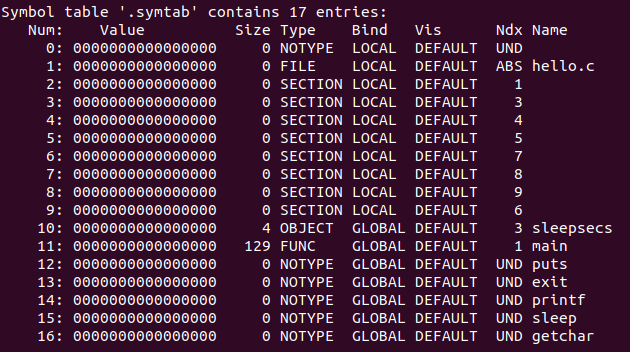 Symbol table '.symtab' contains 17 entries:
   Num:    Value          Size Type    Bind   Vis      Ndx Name
     0: 0000000000000000     0 NOTYPE  LOCAL  DEFAULT  UND
     1: 0000000000000000     0 FILE    LOCAL  DEFAULT  ABS hello.c
     2: 0000000000000000     0 SECTION LOCAL  DEFAULT    1
     3: 0000000000000000     0 SECTION LOCAL  DEFAULT    3
     4: 0000000000000000     0 SECTION LOCAL  DEFAULT    4
     5: 0000000000000000     0 SECTION LOCAL  DEFAULT    5
     6: 0000000000000000     0 SECTION LOCAL  DEFAULT    7
     7: 0000000000000000     0 SECTION LOCAL  DEFAULT    8
     8: 0000000000000000     0 SECTION LOCAL  DEFAULT    9
     9: 0000000000000000     0 SECTION LOCAL  DEFAULT    6
    10: 0000000000000000     4 OBJECT  GLOBAL DEFAULT    3 sleepsecs
    11: 0000000000000000   129 FUNC    GLOBAL DEFAULT    1 main
    12: 0000000000000000     0 NOTYPE  GLOBAL DEFAULT  UND puts
    13: 0000000000000000     0 NOTYPE  GLOBAL DEFAULT  UND exit
    14: 0000000000000000     0 NOTYPE  GLOBAL DEFAULT  UND printf
    15: 0000000000000000     0 NOTYPE  GLOBAL DEFAULT  UND sleep
    16: 0000000000000000     0 NOTYPE  GLOBAL DEFAULT  UND getchar